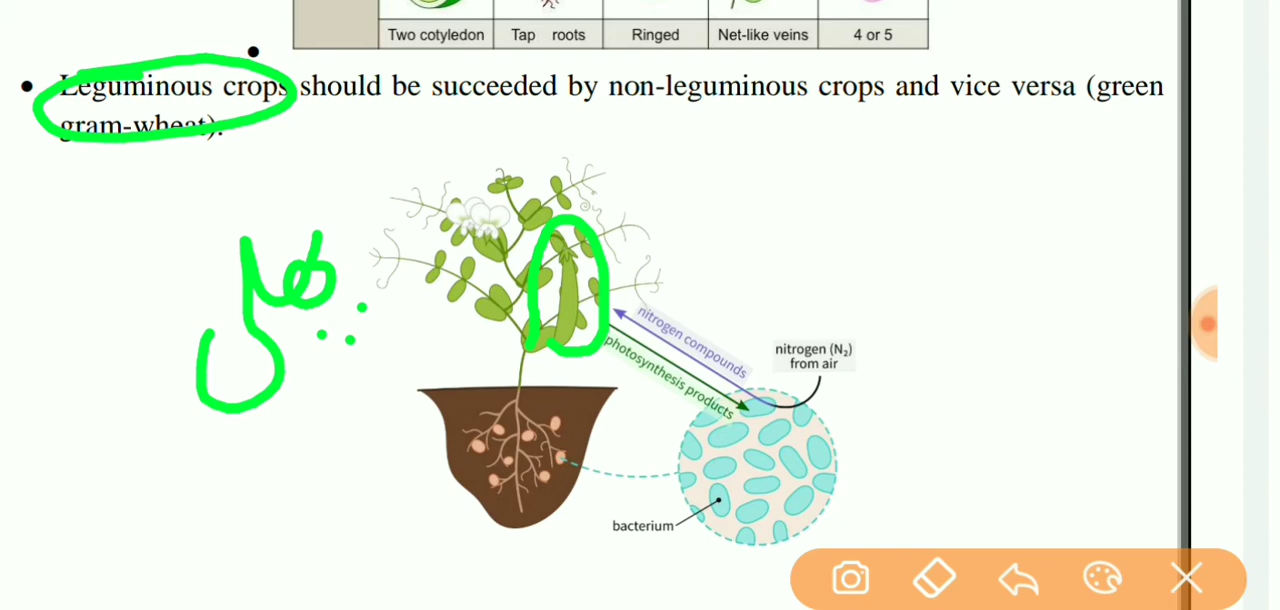 Two cotyledon Tap roots Ringed Net-like veins 4 or 5
• Leguminous crops should be succeeded by non-leguminous crops and vice versa (green
gram-wheat).
پھلی
nitrogen compounds
photosynthesis products
nitrogen (N₂)
from air
bacterium